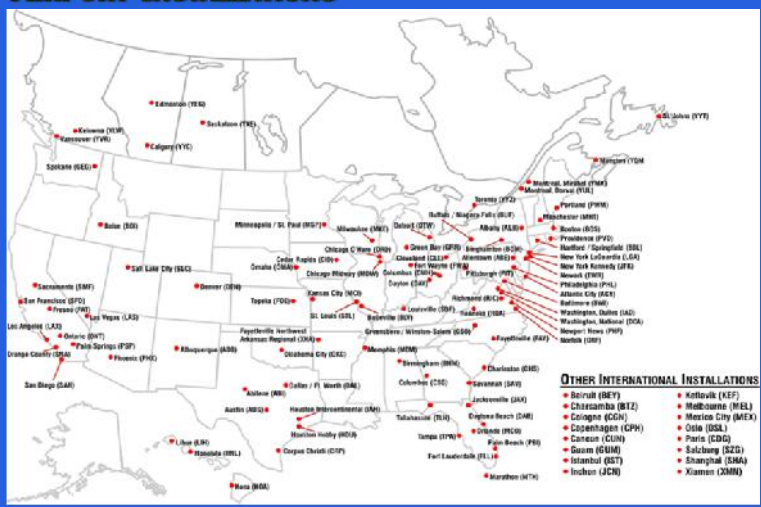 Edmonton (YEG)
Saskatoon (YXE)
St. Johns (YYT)
Kelowna (YLW)
Vancouver (YVR)
Calgary (YYC)
Moncton (YQM
Spokane (GEG)
Montreal, Mirabel (YMX)
Montreal, Dorval (YUL)
Toronto (YYZ)
Portland (PWM)
Buffalo / Niagara Falls (BUF)
Manchester (MHT)
Boise (BOI)
Minneapolis / St. Paul (MSP)
Milwaukee (MKE)
Detroit (DTW)
Albany (ALB)
Boston (BOS)
Providence (PVD)
Chicago O'Hare (ORD)
Green Bay (GRB)
Binghamton (BGM)
Hartford / Springfield (BDL)
Cedar Rapids (CID)
Cleveland (CLE)
Allentown (ABE)
New York LaGuardia (LGA)
Salt Lake City (SLC)
Omaha (OMA)
Fort Wayne (FWA)
New York Kennedy (JFK)
Chicago Midway (MDW)
Columbus (CMH)
Pittsburgh (PIT)
Newark (EWR)
Dayton (DAY)
Philadelphia (PHL)
Sacramento (SMF)
Denver (DEN)
Kansas City (MCI)
Atlantic City (ACY)
San Francisco (SFO)
Topeka (FOE)
Richmond (RIC)
Baltimore (BWI)
Fresno (FAT)
St. Louis (STL)
Louisville (SDF)
Roanoke (ROA)
Washington, Dulles (IAD)
Las Vegas (LAS)
Belleville (BLV)
Washington, National (DCA)
Los Angeles (LAX)
Fayetteville Northwest
Arkansas Regional (XNA)
Greensboro / Winston-Salem (GSO)
Newport News (PHF)
Ontario (ONT)
Norfolk (ORF)
Palm Springs (PSP)
Fayetteville (FAY)
Orange County (SNA)
Phoenix (PHX)
Albuquerque (ABQ)
Oklahoma City (OKC)
Memphis (MEM)
Birmingham (BHM)
Charleston (CHS)
San Diego (SAN)
Columbus (CSG)
Savannah (SAV)
Abilene (ABI)
Dallas / Ft. Worth (DAL)
Jacksonville (JAX)
Austin (AUS)
Houston Intercontinental (IAH)
Tallahassee (TLH)
Daytona Beach (DAB)
Houston Hobby (HOU)
Orlando (MCO)
Tampa (TPA)
Palm Beach (PBI)
Lihue (LIH)
Honolulu (HNL)
Corpus Christi (CRP)
Fort Lauderdale (FLL)
Kona (KOA)
Marathon (MTH)
OTHER INTERNATIONAL INSTALLATIONS
Beirut (BEY)
Charsamba (BTZ)
Cologne (CGN)
Copenhagen (CPH)
Cancun (CUN)
Guam (GUM)
Istanbul (IST)
Inchon (JCN)
Keflavik (KEF)
Melbourne (MEL)
Mexico City (MEX)
Oslo (OSL)
Paris (CDG)
Salzburg (SZG)
Shanghai (SHA)
Xiamen (XMN)